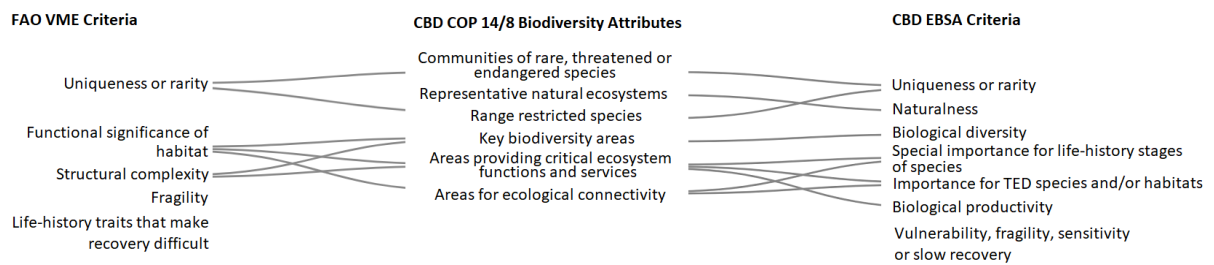 FAO VME Criteria
Uniqueness or rarity
Functional significance of
habitat
Structural complexity
Fragility
Life-history traits that make
recovery difficult
CBD COP 14/8 Biodiversity Attributes
Communities of rare, threatened or
endangered species
Representative natural ecosystems
Range restricted species
Key biodiversity areas
Areas providing critical ecosystem
functions and services
Areas for ecological connectivity
CBD EBSA Criteria
Uniqueness or rarity
Naturalness
Biological diversity
Special importance for life-history stages
of species
Importance for TED species and/or habitats
Biological productivity
Vulnerability, fragility, sensitivity
or slow recovery